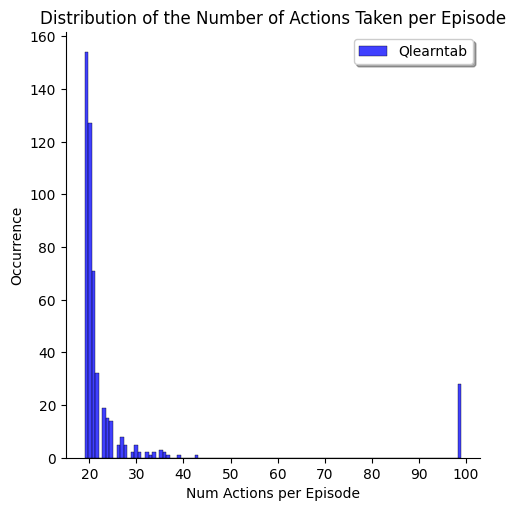 Distribution of the Number of Actions Taken per Episode
Qlearntab
160
140
120
100
80
60
40
20
0
Occurrence
20 30 40 50 60 70 80 90 100
Num Actions per Episode